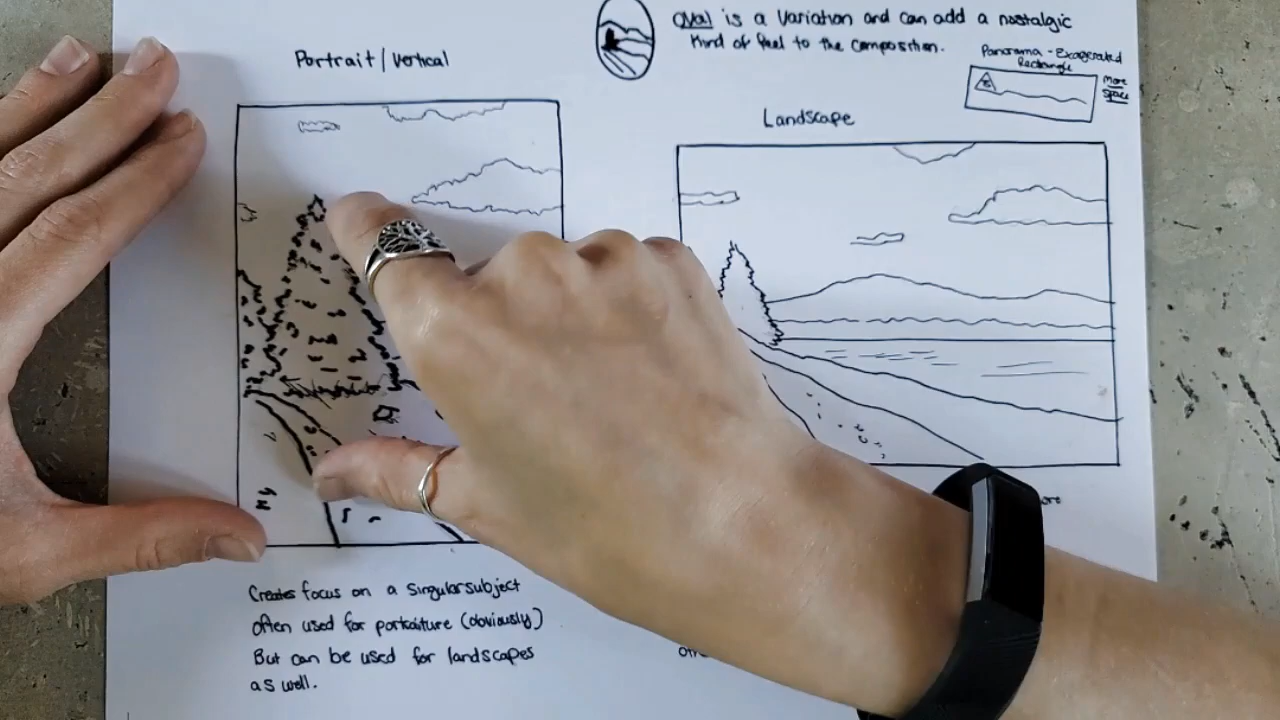 Oval is a Variation and can add a nostalgic
Kind of feel to the composition.
Portrait/Vertical
Panorama - Exagerated
Rectangle
More
Space
Landscape
Creates focus on a Singular subject
Often used for portraiture (obviously)
But can be used for landscapes
as well.